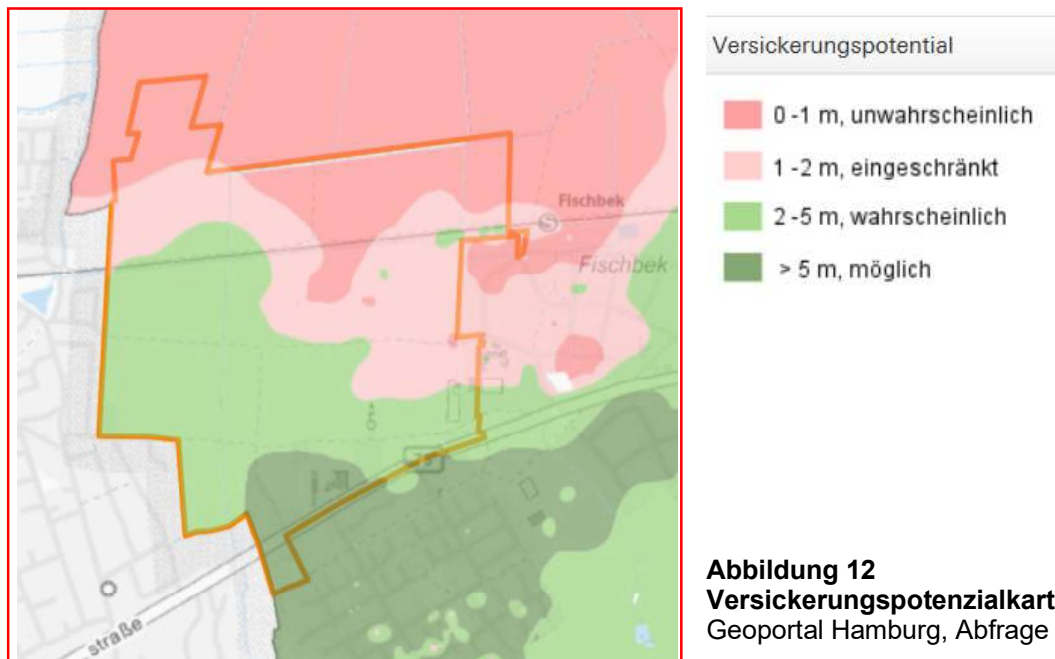 Fischbek
S
Fischbek
73
straße
Versickerungspotential
0 -1 m, unwahrscheinlich
1 -2 m, eingeschränkt
2 -5 m, wahrscheinlich
> 5 m, möglich
Abbildung 12
Versickerungspotenzialkart
Geoportal Hamburg, Abfrage